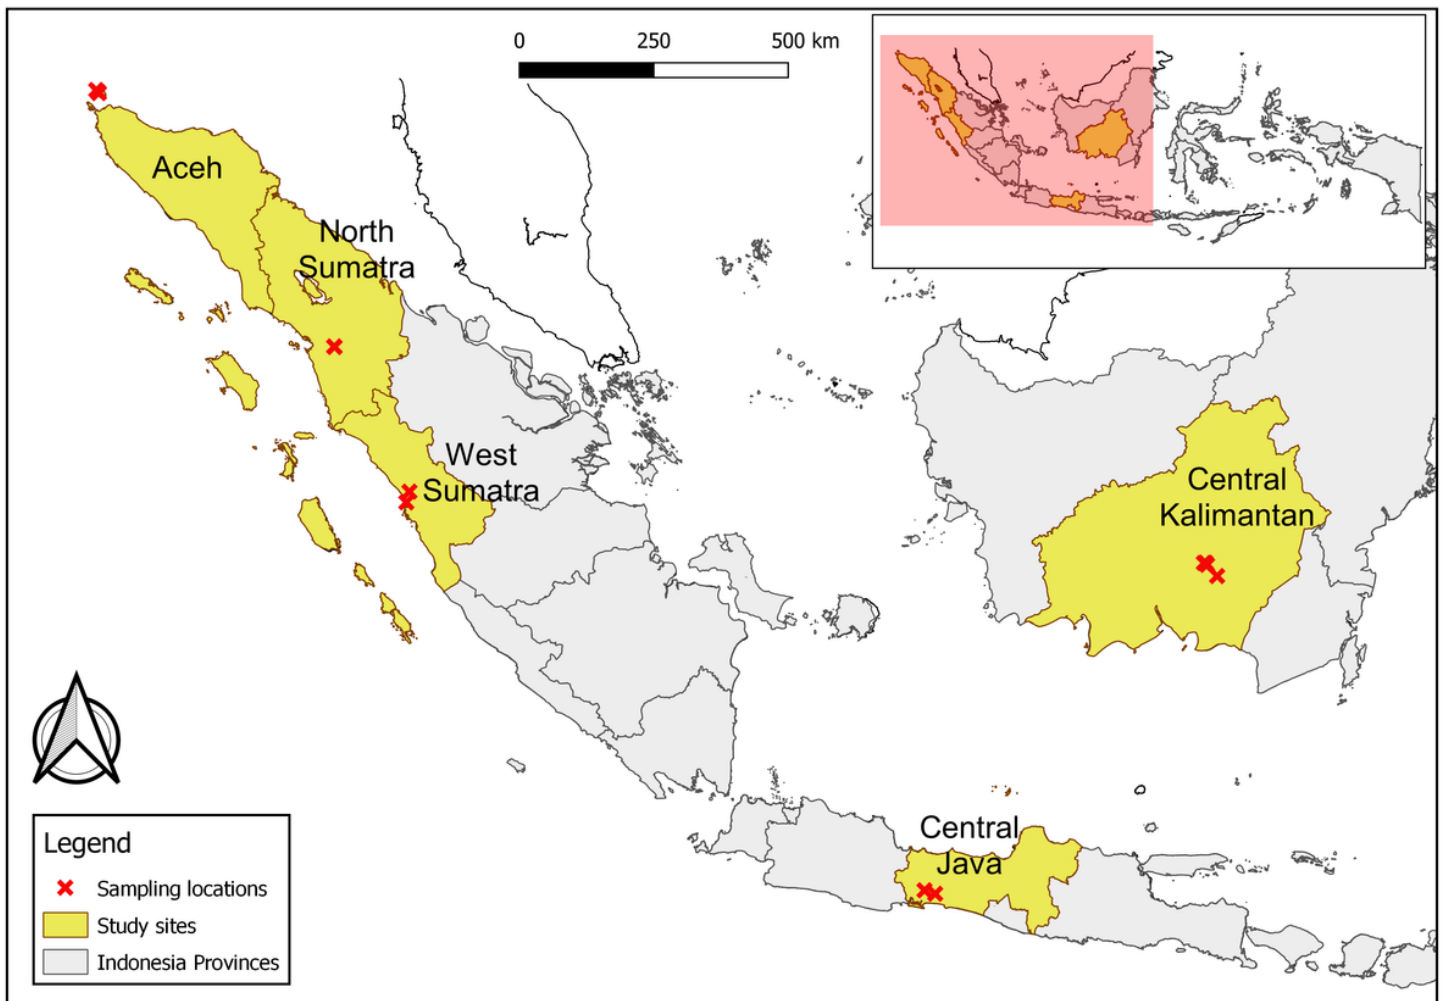 0 250 500 km
Aceh
North
Sumatra
West
Sumatra
Central
Kalimantan
Central
Java
Legend
Sampling locations
Study sites
Indonesia Provinces